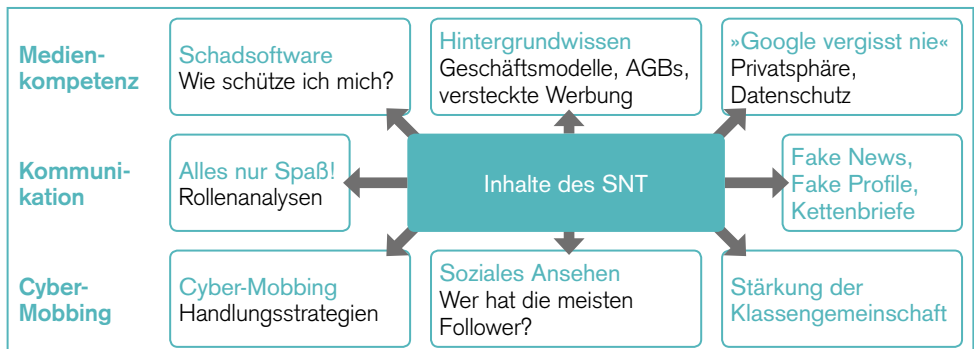 Medien-
kompetenz
Schadsoftware
Wie schütze ich mich?
Hintergrundwissen
Geschäftsmodelle, AGBs,
versteckte Werbung
»Google vergisst nie«
Privatsphäre,
Datenschutz
Kommuni-
kation
Alles nur Spaß!
Rollenanalysen
Inhalte des SNT
Fake News,
Fake Profile,
Kettenbriefe
Cyber-
Mobbing
Cyber-Mobbing
Handlungsstrategien
Soziales Ansehen
Wer hat die meisten
Follower?
Stärkung der
Klassengemeinschaft